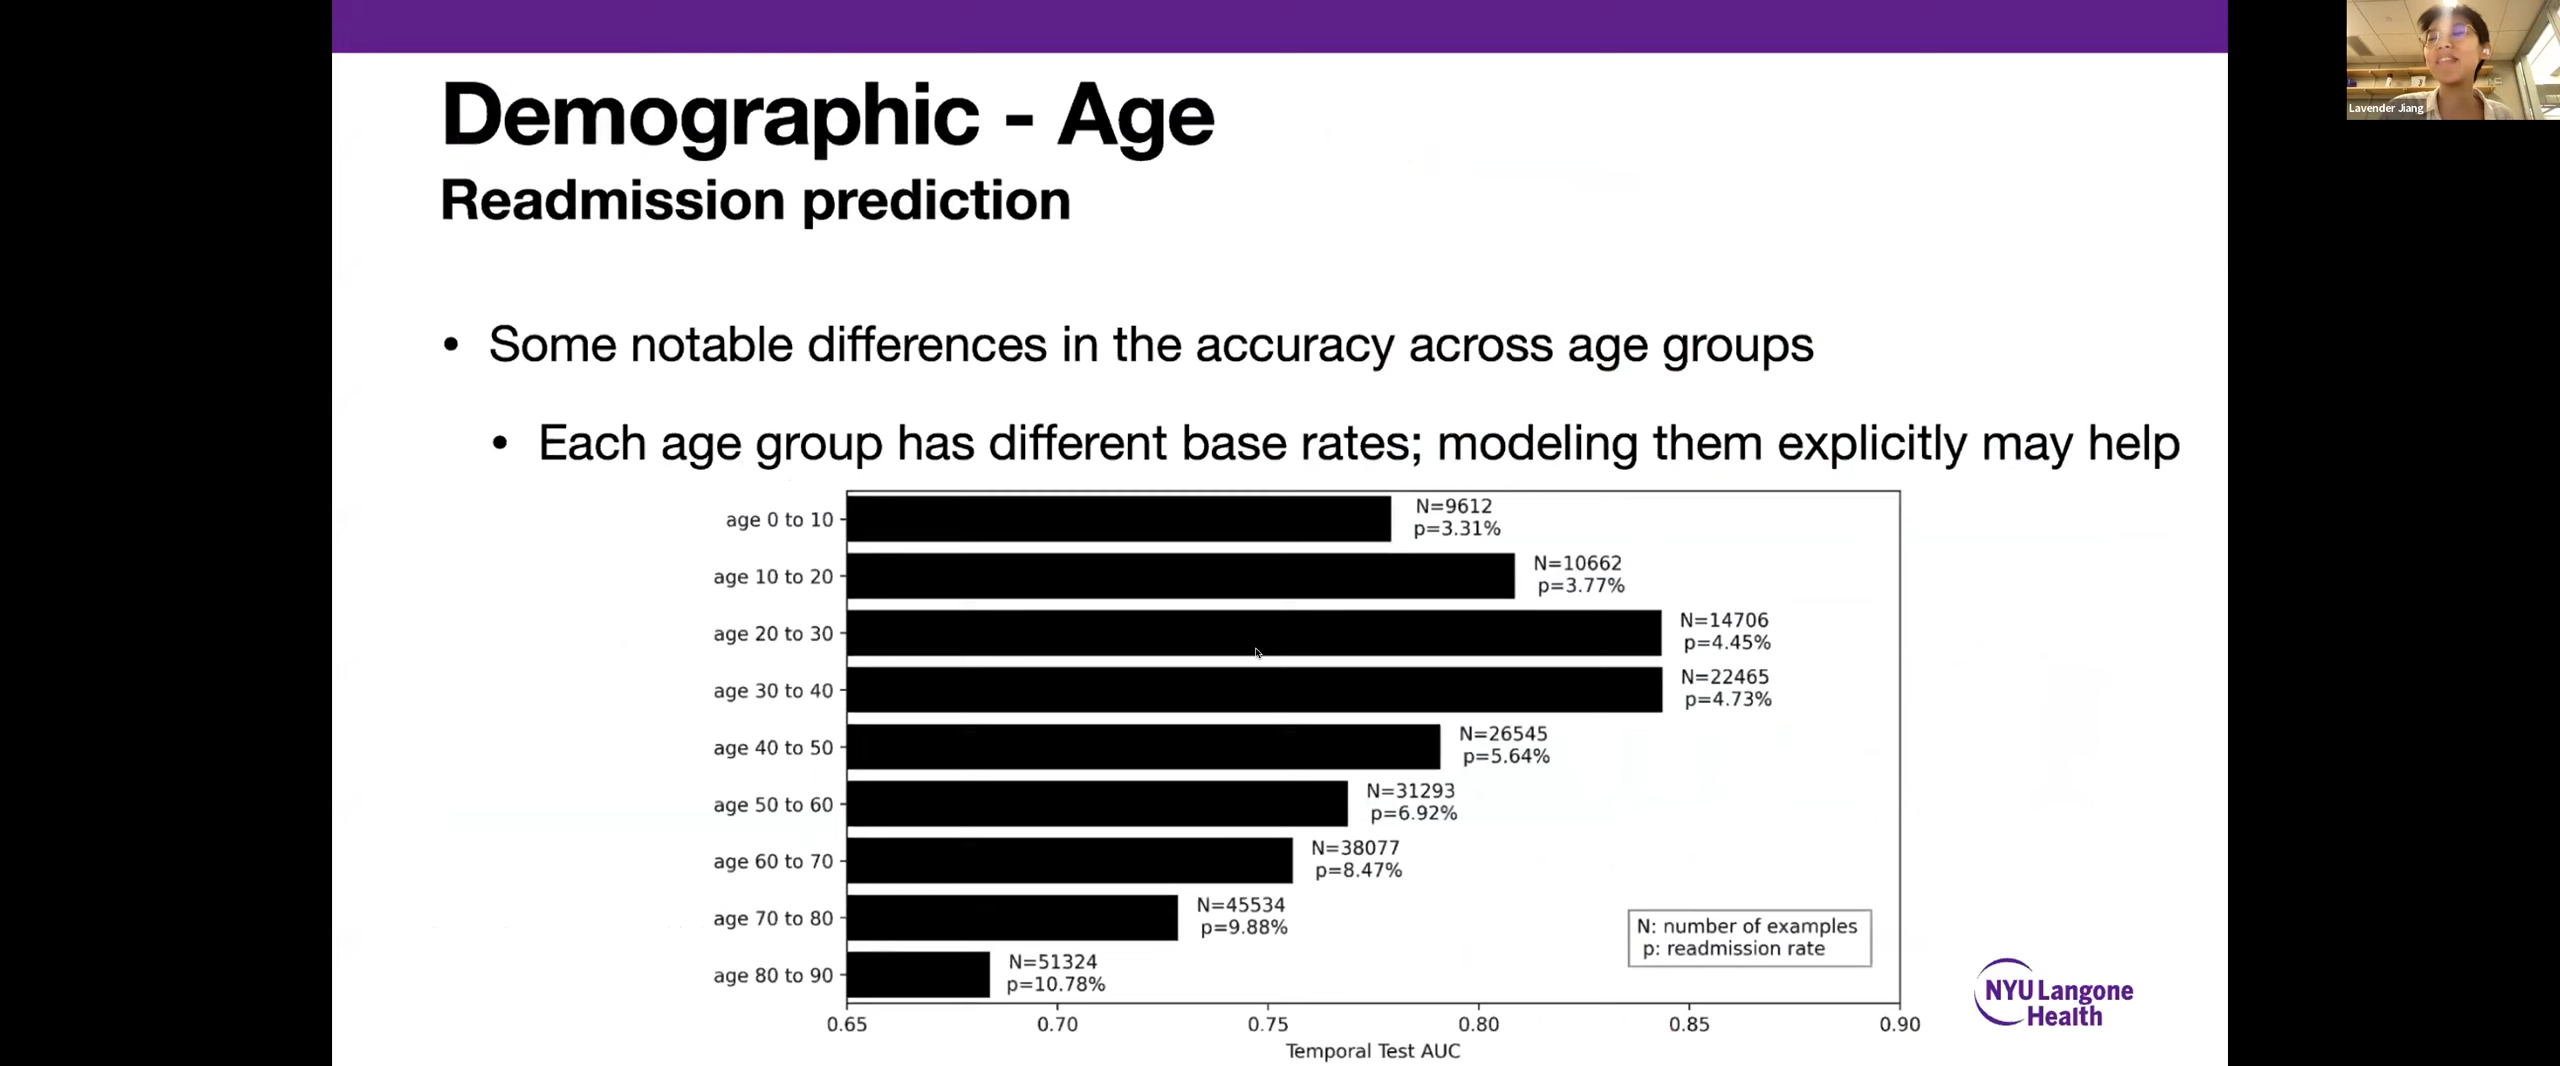 Demographic - Age
Readmission prediction
Lavender Jiang
• Some notable differences in the accuracy across age groups
• Each age group has different base rates; modeling them explicitly may help
age 0 to 10
N=9612
p=3.31%
age 10 to 20
N=10662
p=3.77%
age 20 to 30
N=14706
p=4.45%
age 30 to 40
N=22465
p=4.73%
age 40 to 50
N=26545
p=5.64%
age 50 to 60
N=31293
p=6.92%
age 60 to 70
N=38077
p=8.47%
age 70 to 80
N=45534
p=9.88%
age 80 to 90
N=51324
p=10.78%
N: number of examples
p: readmission rate
0.65 0.70 0.75 0.80 0.85 0.90
Temporal Test AUC
NYU Langone
Health